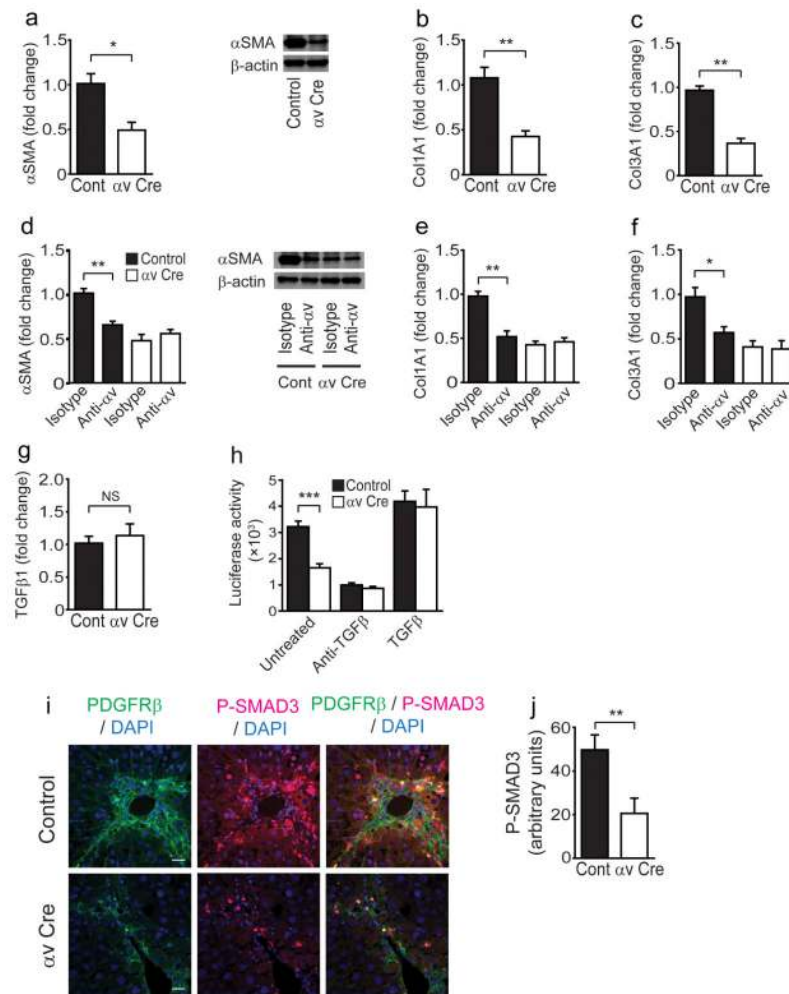 a
αSMA (fold change)
1.0
0.5
0
*
Cont αv Cre
αSMA
β-actin
Control
αv Cre
b
Col1A1 (fold change)
1.5
1.0
0.5
0
**
Cont αv Cre
c
Col3A1 (fold change)
1.5
1.0
0.5
0
**
Cont αv Cre
d
αSMA (fold change)
1.5
1.0
0.5
0
**
Control
αv Cre
Isotype
Anti-αv
Isotype
Anti-αv
αSMA
β-actin
Isotype
Anti-αv
Isotype
Anti-αv
Cont αv Cre
e
Col1A1 (fold change)
1.5
1.0
0.5
0
**
Isotype
Anti-αv
Isotype
Anti-αv
f
Col3A1 (fold change)
1.5
1.0
0.5
0
*
Isotype
Anti-αv
Isotype
Anti-αv
g
TGFβ1 (fold change)
2.0
1.5
1.0
0.5
0
NS
Cont αv Cre
h
Luciferase activity
(×10³)
5
4
3
2
1
0
***
Control
αv Cre
Untreated
Anti-TGFβ
TGFβ
i
PDGFRβ
/ DAPI
P-SMAD3
/ DAPI
PDGFRβ / P-SMAD3
/ DAPI
Control
αv Cre
j
P-SMAD3
(arbitrary units)
60
40
20
0
**
Cont αv Cre